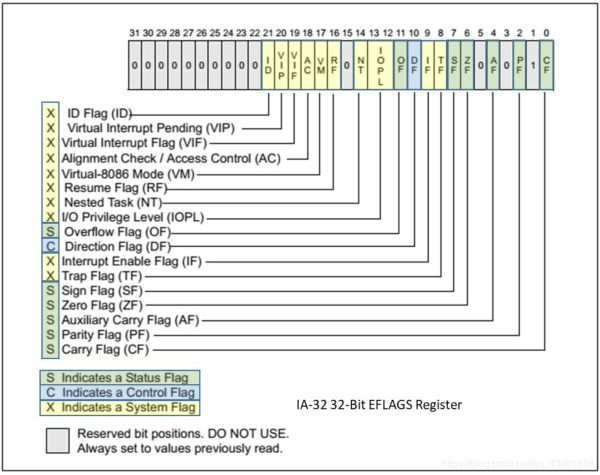 31 30 29 28 27 26 25 24 23 22 21 20 19 18 17 16 15 14 13 12 11 10 9 8 7 6 5 4 3 2 1 0
0 0 0 0 0 0 0 0 0 0 ID VIP VIF AC VM RF 0 NT IOPL OF DF IF TF SF ZF 0 AF 0 PF 1 CF
X ID Flag (ID)
X Virtual Interrupt Pending (VIP)
X Virtual Interrupt Flag (VIF)
X Alignment Check / Access Control (AC)
X Virtual-8086 Mode (VM)
X Resume Flag (RF)
X Nested Task (NT)
X I/O Privilege Level (IOPL)
S Overflow Flag (OF)
C Direction Flag (DF)
X Interrupt Enable Flag (IF)
X Trap Flag (TF)
S Sign Flag (SF)
S Zero Flag (ZF)
S Auxiliary Carry Flag (AF)
S Parity Flag (PF)
S Carry Flag (CF)
S Indicates a Status Flag
C Indicates a Control Flag
X Indicates a System Flag
IA-32 32-Bit EFLAGS Register
Reserved bit positions. DO NOT USE.
Always set to values previously read.